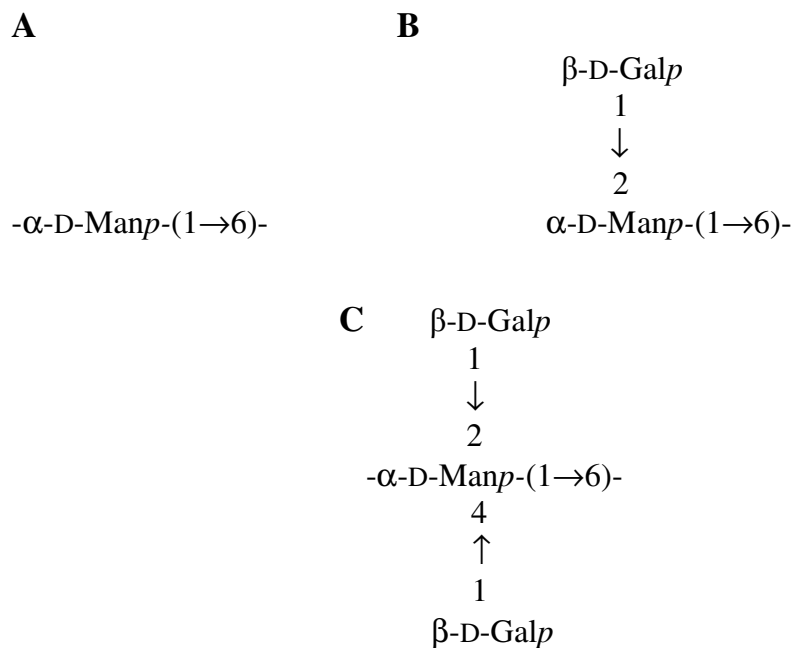 A
-α-D-Manp-(1→6)-
B
β-D-Galp
1
↓
2
α-D-Manp-(1→6)-
C
β-D-Galp
1
↓
2
-α-D-Manp-(1→6)-
4
↑
1
β-D-Galp